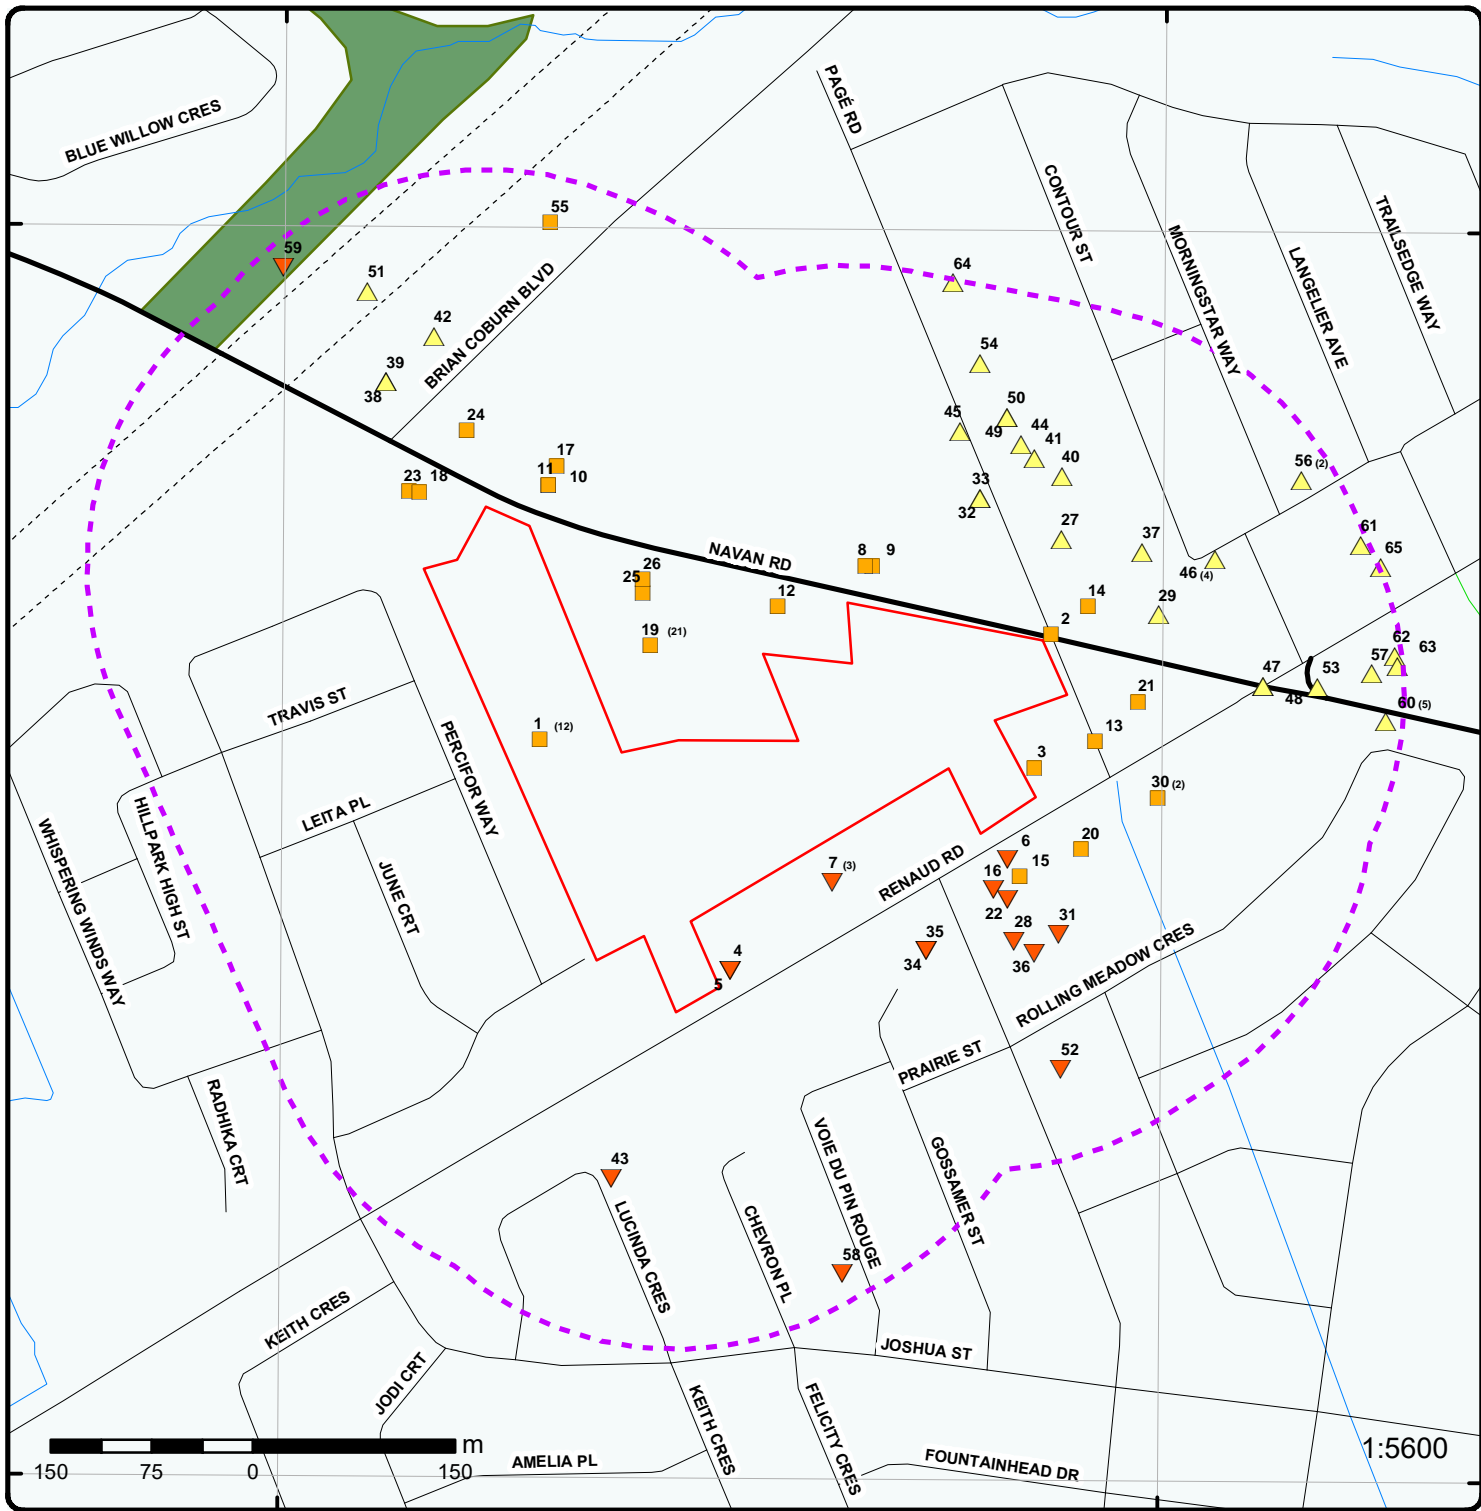 BLUE WILLOW CRES
PAGÉ RD
CONTOUR ST
MORNINGSTAR WAY
LANGELIER AVE
TRAILSEDGE WAY
55
59
51
64
42
BRIAN COBURN BLVD
39
38
54
24
50
45
49
44
41
40
17
11
10
23
18
33
32
56 (2)
27
37
46 (4)
61
65
NAVAN RD
8
9
26
25
12
14
29
2
19 (21)
62
63
57
47
53
48
60 (5)
21
TRAVIS ST
1 (12)
PERCIFOR WAY
13
3
30 (2)
LEITA PL
HILLPARK HIGH ST
WHISPERING WINDS WAY
JUNE CRT
6
20
RENAUD RD
7 (3)
16
15
22
28
31
35
34
36
4
5
ROLLING MEADOW CRES
PRAIRIE ST
52
RADHIKA CRT
VOIE DU PIN ROUGE
GOSSAMER ST
43
LUCINDA CRES
CHEVRON PL
58
KEITH CRES
JODI CRT
JOSHUA ST
KEITH CRES
FELICITY CRES
AMELIA PL
FOUNTAINHEAD DR
m
150 75 0 150
1:5600